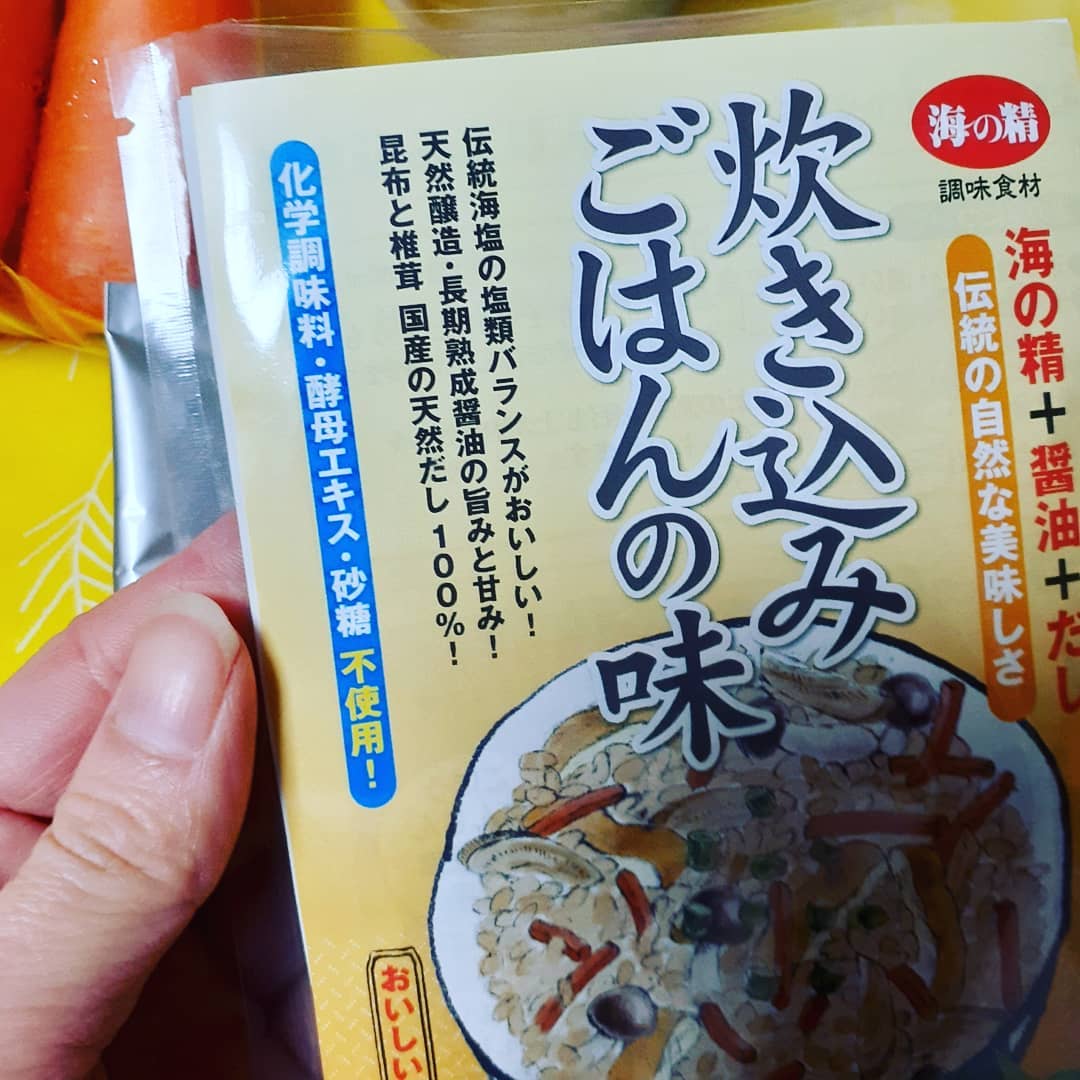 海の精
調味食材
海の精+醤油+だし
伝統の自然な美味しさ
炊き込み
ごはんの味
伝統海塩の塩類バランスがおいしい!
天然醸造・長期熟成醤油の旨みと甘み!
昆布と椎茸 国産の天然だし100%!
化学調味料・酵母エキス・砂糖 不使用!
おいしい